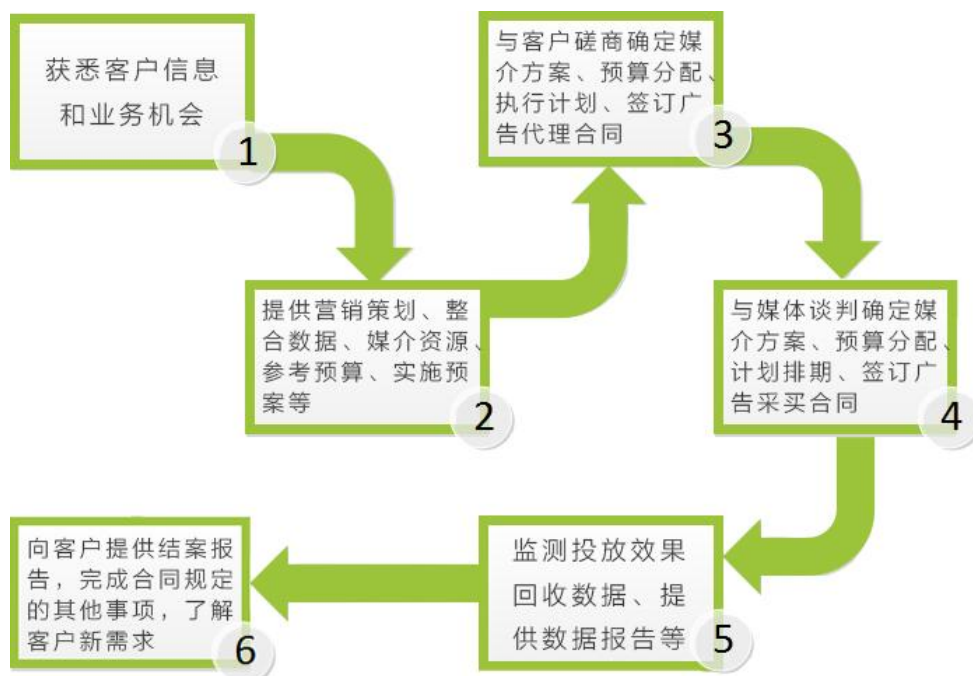 获悉客户信息
和业务机会
1
提供营销策划、整
合数据、媒介资源、
参考预算、实施预
案等
2
与客户磋商确定媒
介方案、预算分配、
执行计划、签订广
告代理合同
3
与媒体谈判确定媒
介方案、预算分配、
计划排期、签订广
告采买合同
4
监测投放效果
回收数据、提
供数据报告等
5
向客户提供结案报
告，完成合同规定
的其他事项，了解
客户新需求
6